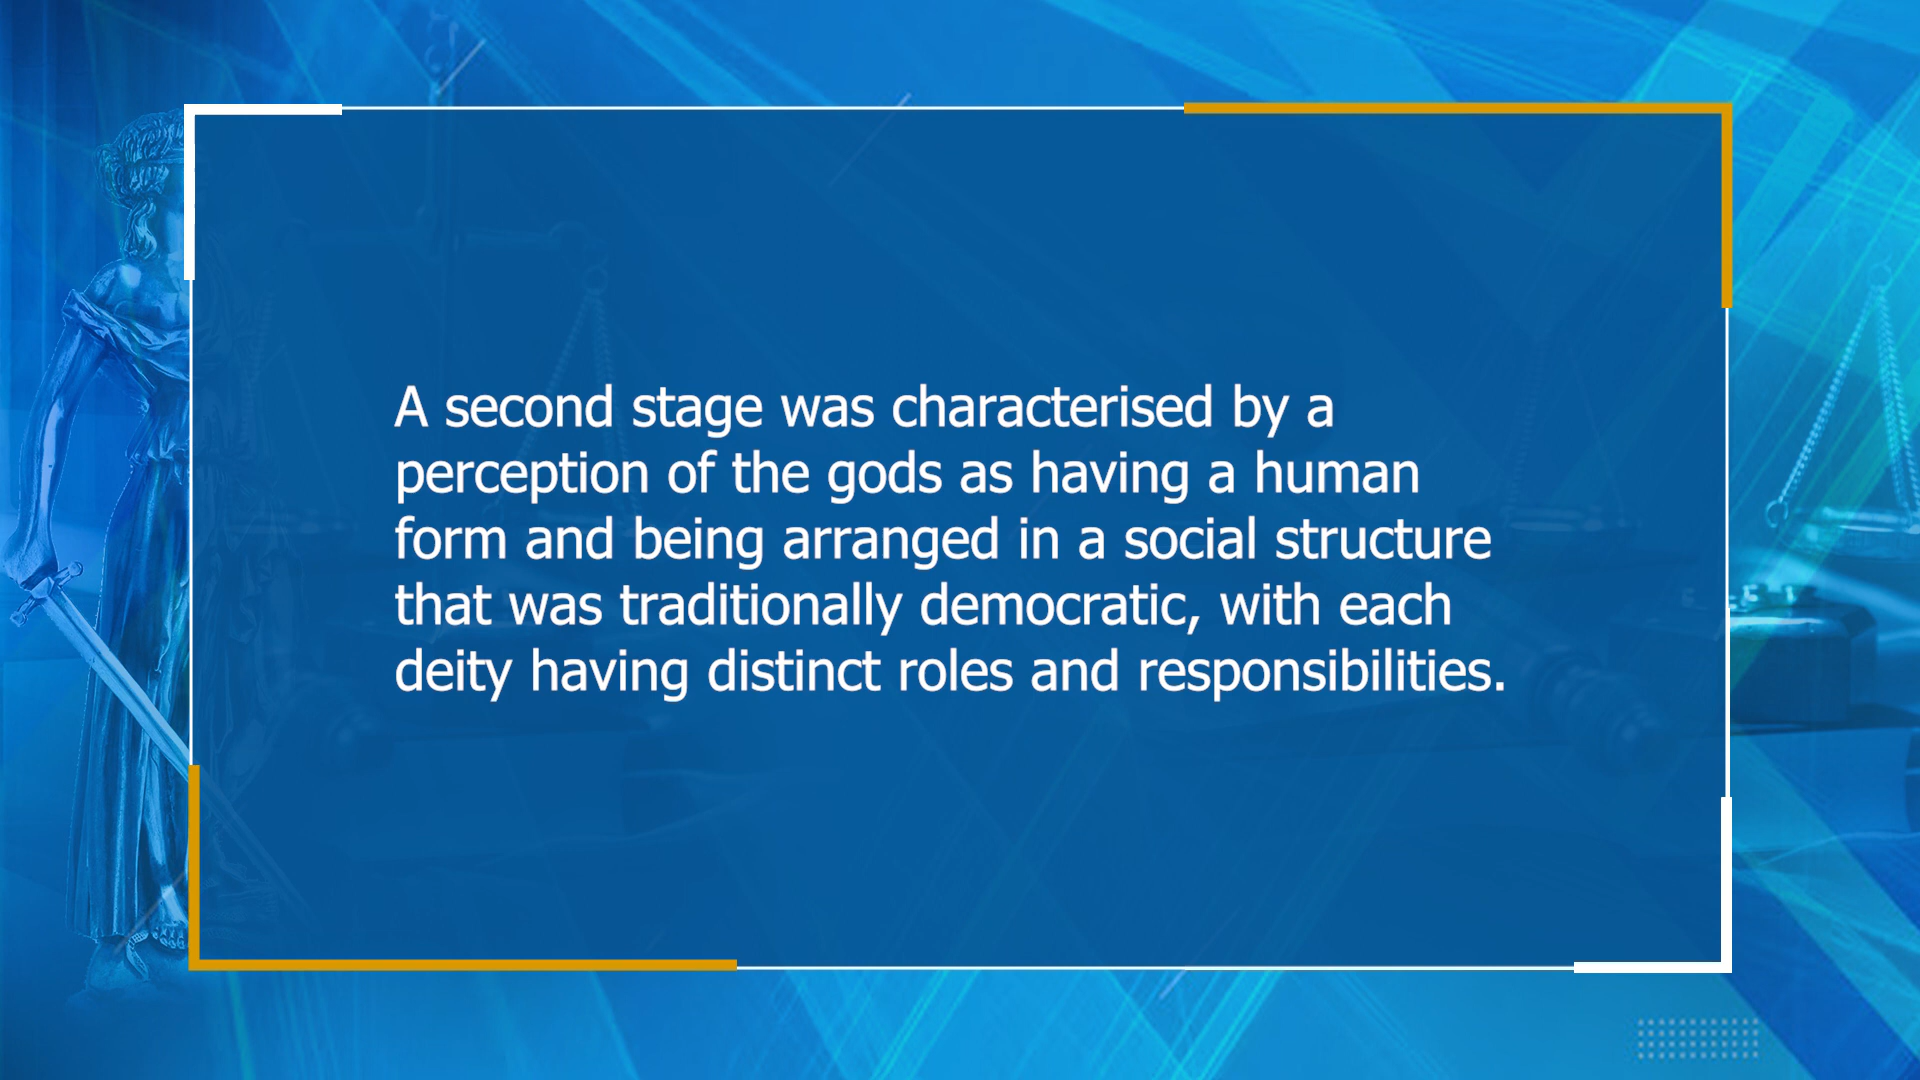 A second stage was characterised by a
perception of the gods as having a human
form and being arranged in a social structure
that was traditionally democratic, with each
deity having distinct roles and responsibilities.